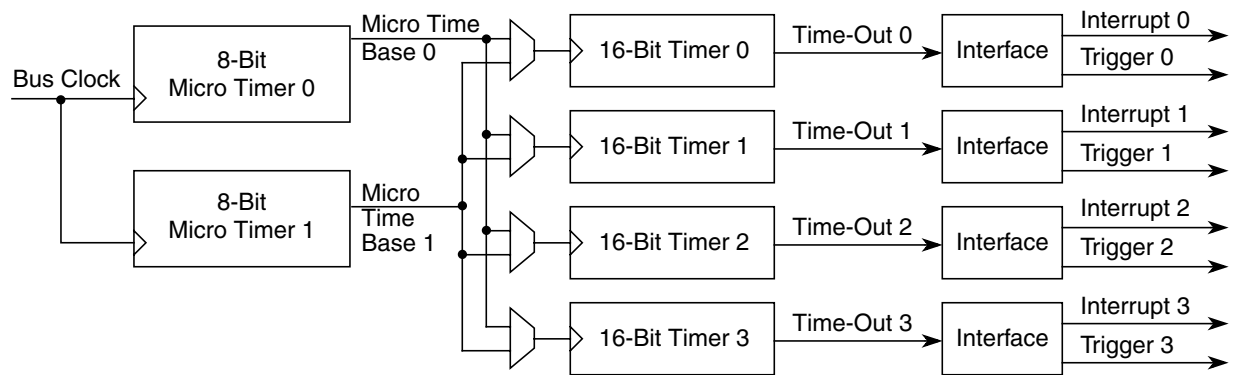 Bus Clock
8-Bit
Micro Timer 0
8-Bit
Micro Timer 1
Micro Time
Base 0
Micro
Time
Base 1
16-Bit Timer 0
Time-Out 0
Interface
Interrupt 0
Trigger 0
16-Bit Timer 1
Time-Out 1
Interface
Interrupt 1
Trigger 1
16-Bit Timer 2
Time-Out 2
Interface
Interrupt 2
Trigger 2
16-Bit Timer 3
Time-Out 3
Interface
Interrupt 3
Trigger 3